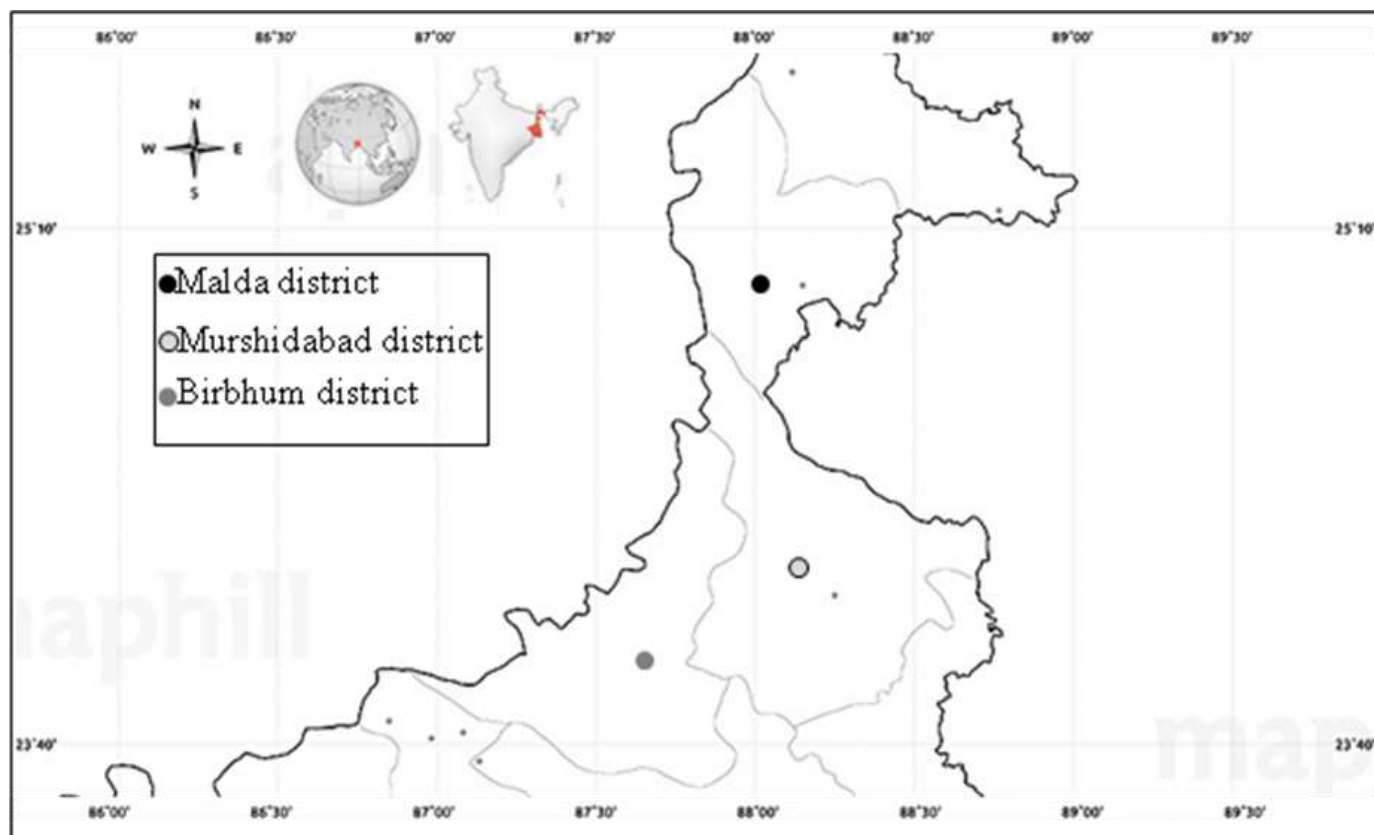 86°00' 86°30' 87°00' 87°30' 88°00' 88°30' 89°00' 89°30'
N
W E
S
25°10' 25°10'
Malda district
Murshidabad district
Birbhum district
maphill
map
23°40' 23°40'
86°00' 86°30' 87°00' 87°30' 88°00' 88°30' 89°00' 89°30'